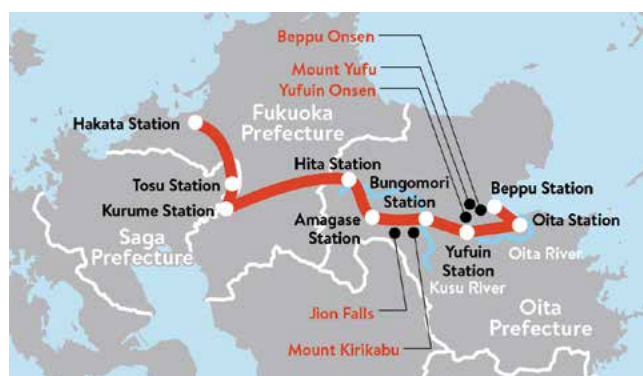 Beppu Onsen
Mount Yufu
Yufuin Onsen
Hakata Station
Fukuoka
Prefecture
Hita Station
Tosu Station
Bungomori
Station
Beppu Station
Kurume Station
Amagase
Station
Oita Station
Saga
Prefecture
Yufuin
Station
Oita River
Kusu River
Jion Falls
Oita
Prefecture
Mount Kirikabu